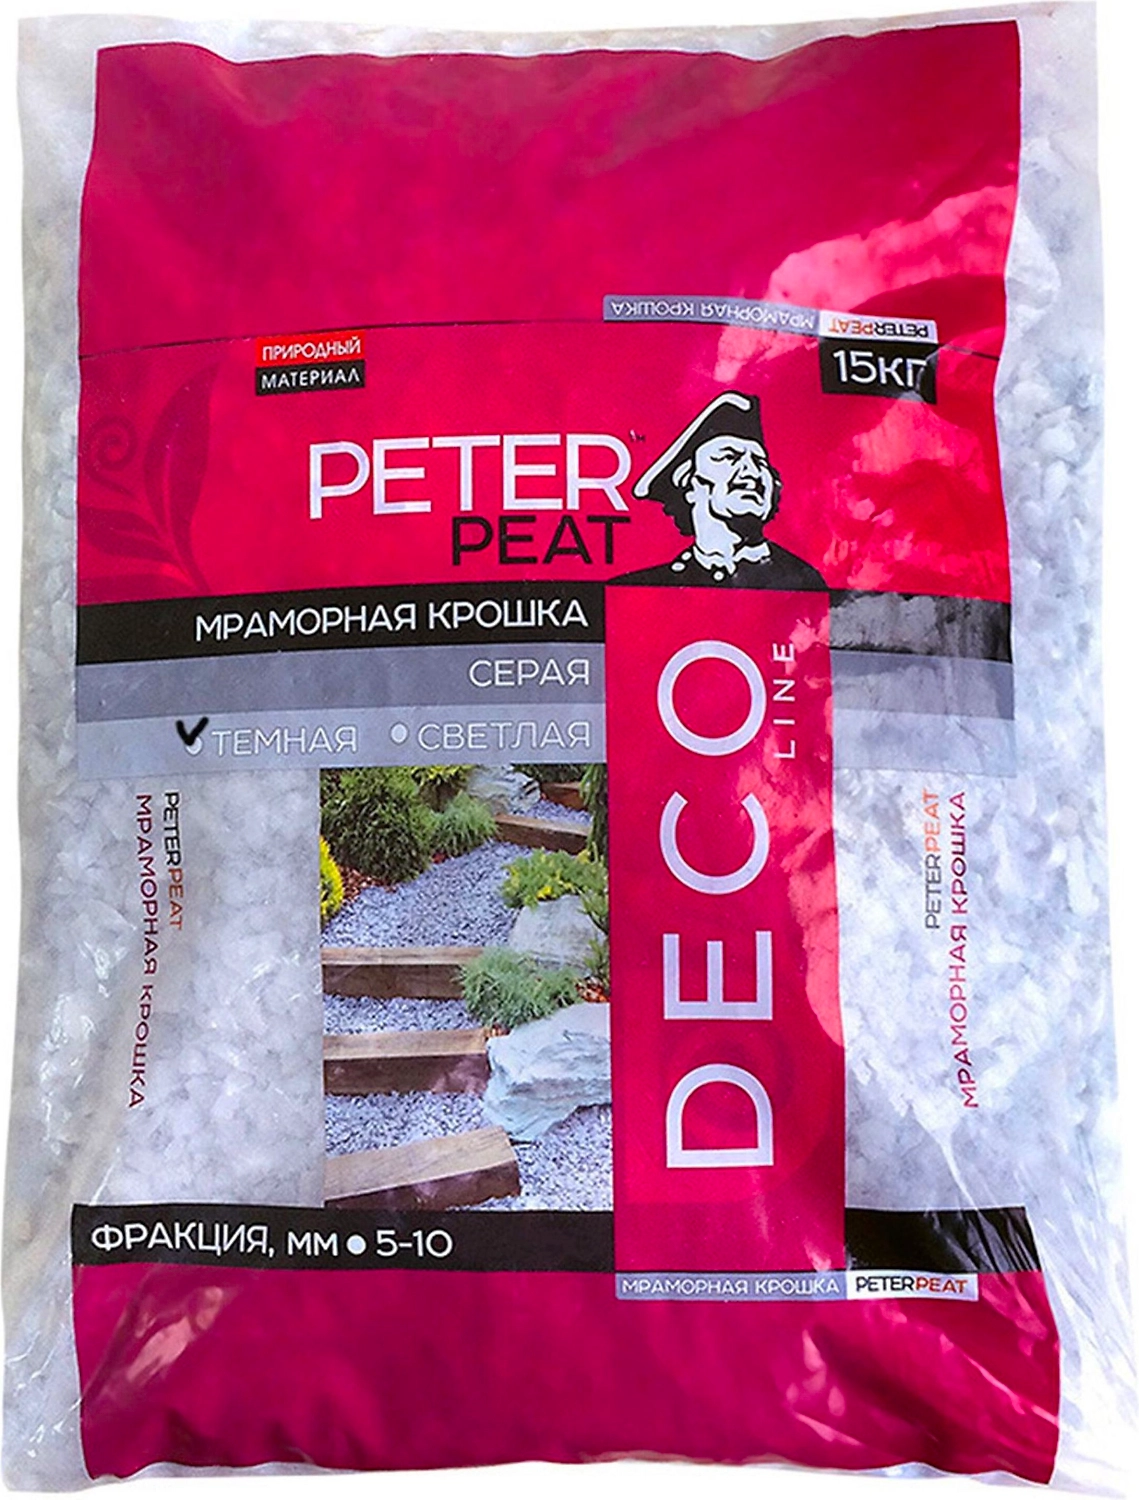 МРАМОРНАЯ КРОШКА PETERPEAT
ПРИРОДНЫЙ
МАТЕРИАЛ
15КГ
PETER™
PEAT
МРАМОРНАЯ КРОШКА
СЕРАЯ
ТЕМНАЯ СВЕТЛАЯ
DECO
LINE
PETERPEAT
МРАМОРНАЯ КРОШКА
PETERPEAT
МРАМОРНАЯ КРОШКА
ФРАКЦИЯ, мм 5-10
МРАМОРНАЯ КРОШКА PETERPEAT